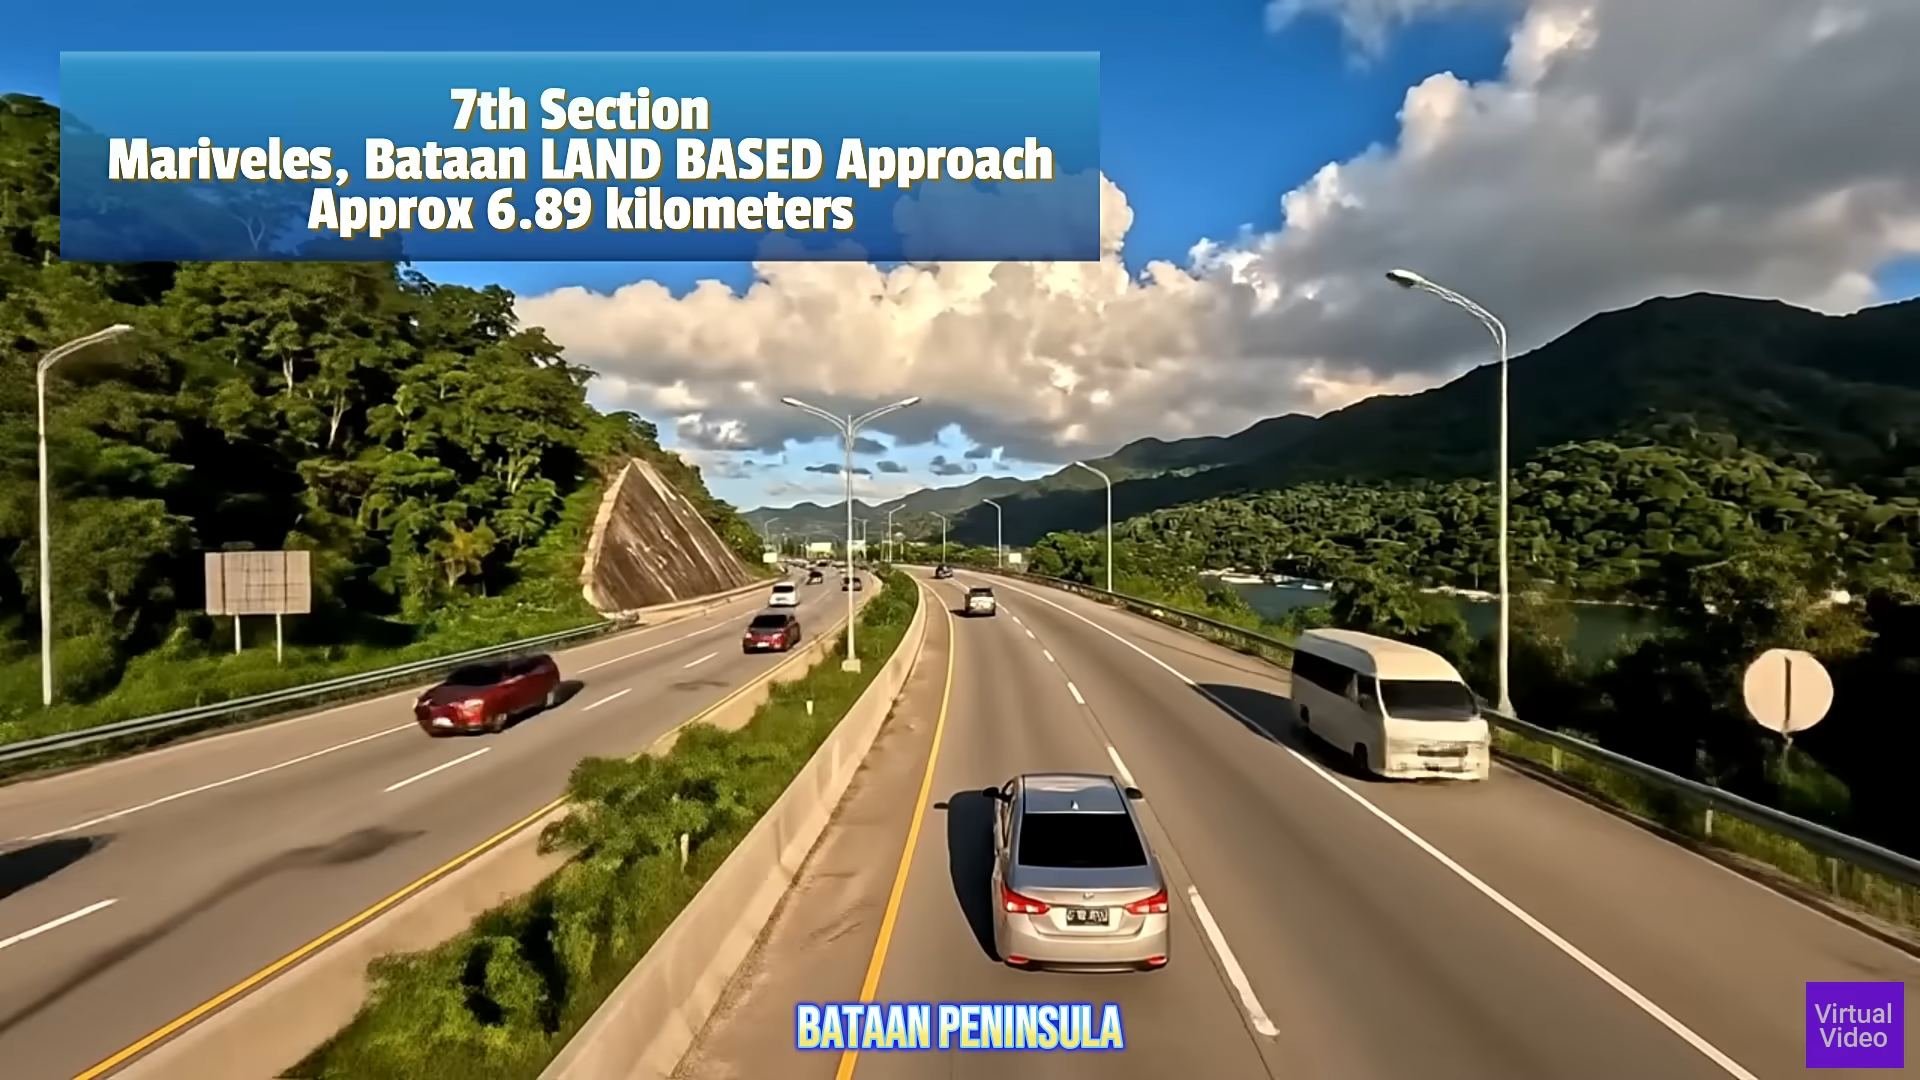 7th Section
Mariveles, Bataan LAND BASED Approach
Approx 6.89 kilometers
BATAAN PENINSULA
Virtual
Video